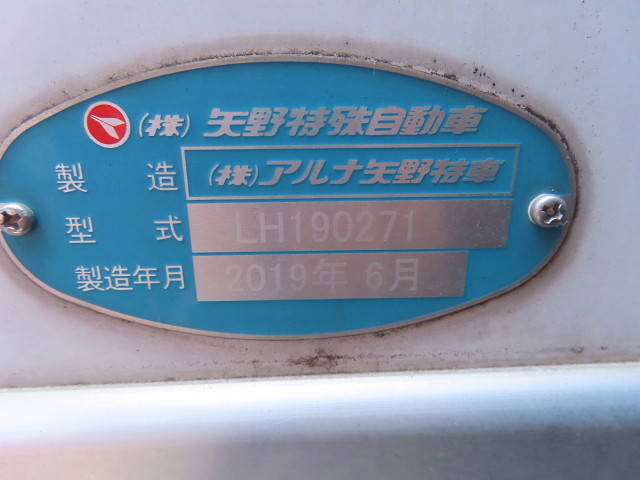 (株) 矢野特殊自動車
製造 (株)アルナ矢野特車
型式 LH190271
製造年月 2019年 6月